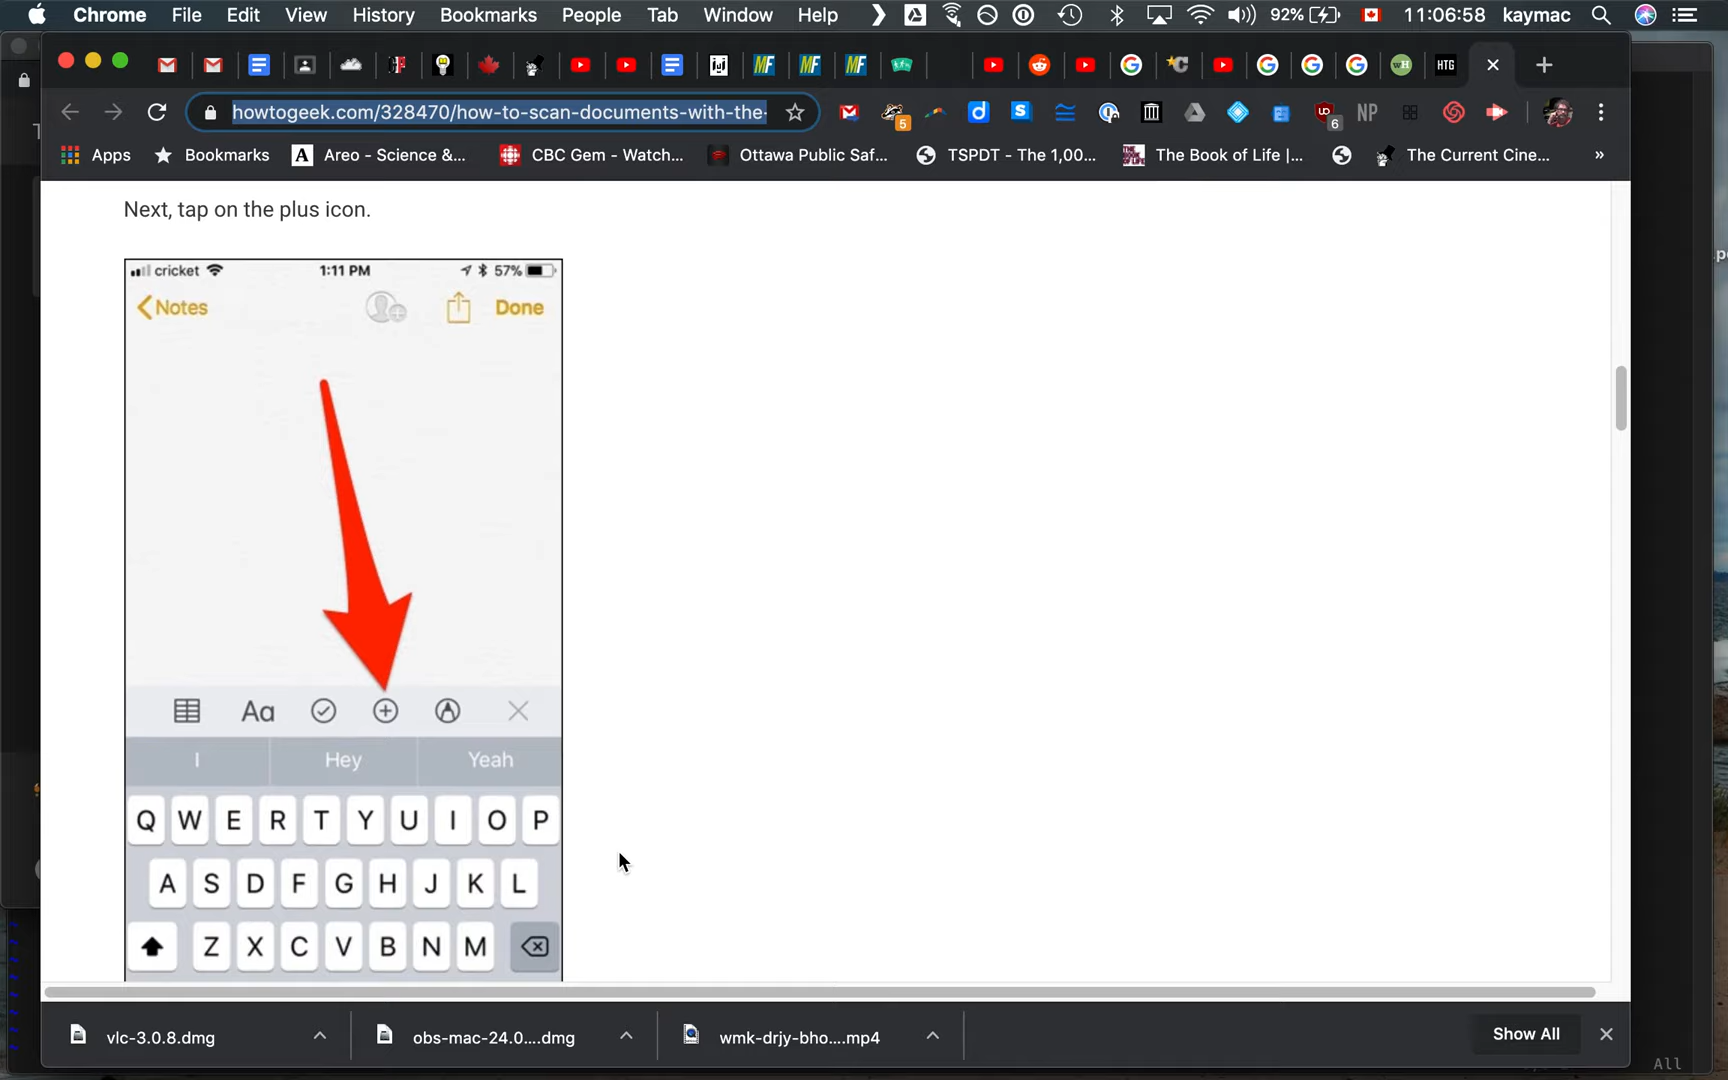 Chrome File Edit View History Bookmarks People Tab Window Help 92% 11:06:58 kaymac
howtogeek.com/328470/how-to-scan-documents-with-the-
5 6 NP
Apps Bookmarks A Areo - Science &... CBC Gem - Watch... Ottawa Public Saf... TSPDT - The 1,00... The Book of Life |... The Current Cine... »
Next, tap on the plus icon.
cricket 1:11 PM 57%
Notes Done
Aa
I Hey Yeah
Q W E R T Y U I O P
A S D F G H J K L
Z X C V B N M
vlc-3.0.8.dmg obs-mac-24.0....dmg wmk-drjy-bho....mp4 Show All
All